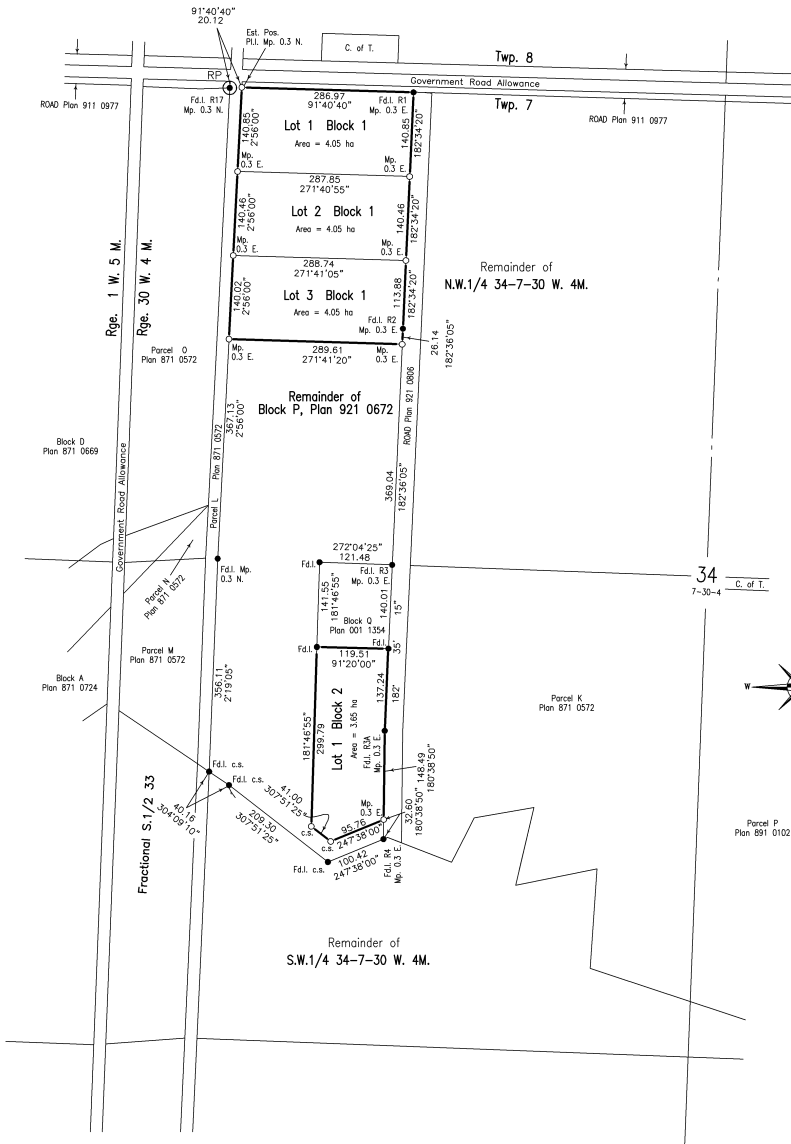 91°40'40"
20.12
Est. Pos.
Pl.I. Mp. 0.3 N.
C. of T.
Twp. 8
RP
Government Road Allowance
Twp. 7
ROAD Plan 911 0977
Fd.I. R17
Mp. 0.3 N.
286.97
91°40'40"
Fd.I. R1
Mp. 0.3 E.
ROAD Plan 911 0977
140.85
2°56'00"
Lot 1 Block 1
Area = 4.05 ha
140.85
182°34'20"
Mp.
0.3 E.
287.85
271°40'55"
140.46
2°56'00"
Lot 2 Block 1
Area = 4.05 ha
140.46
182°34'20"
Mp.
0.3 E.
288.74
271°41'05"
Rge. 1 W. 5 M.
Rge. 30 W. 4 M.
Remainder of
N.W.1/4 34-7-30 W. 4M.
140.02
2°56'00"
Lot 3 Block 1
Area = 4.05 ha
113.88
182°34'20"
Fd.I. R2
Mp. 0.3 E.
26.14
182°36'05"
Parcel O
Plan 871 0572
Mp.
0.3 E.
289.61
271°41'20"
Mp.
0.3 E.
Remainder of
Block P, Plan 921 0672
367.13
2°56'00"
ROAD Plan 921 0806
Block D
Plan 871 0669
Government Road Allowance
Parcel L Plan 871 0572
369.04
182°36'05"
272°04'25"
121.48
Fd.I. Mp.
0.3 N.
Fd.I.
Fd.I. R3
Mp. 0.3 E.
34
7-30-4
C. of T.
Parcel N
Plan 871 0572
141.55
181°46'55"
Block Q
Plan 001 1354
140.01
182° 35' 15"
Parcel M
Plan 871 0572
Fd.I.
119.51
91°20'00"
Block A
Plan 871 0724
356.11
2°19'05"
181°46'55"
299.79
Lot 1 Block 2
Area = 3.65 ha
137.24
Fd.I. R3A
Mp. 0.3 E.
148.49
180°38'50"
Parcel K
Plan 871 0572
W
Fd.I. c.s.
Fd.I. c.s.
40.16
304°09'10"
41.00
307°51'25"
209.30
307°51'25"
Mp.
0.3 E.
32.60
180°38'50"
c.s.
c.s.
95.76
247°38'00"
Fd.I. c.s.
100.42
247°38'00"
Fd.I. R4
Mp. 0.3 E.
Parcel P
Plan 891 0102
Fractional S.1/2 33
Remainder of
S.W.1/4 34-7-30 W. 4M.